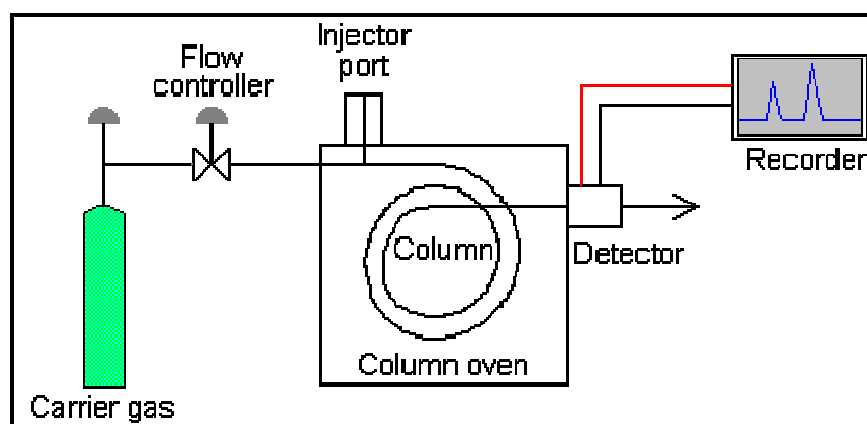 Injector
port
Flow
controller
Recorder
Column
Detector
Column oven
Carrier gas